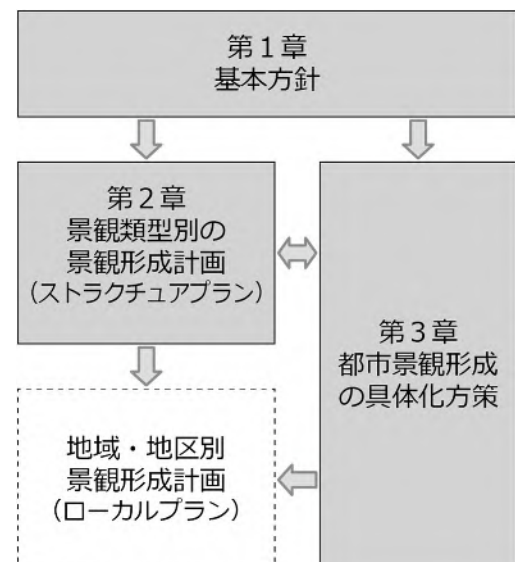 第１章
基本方針
第２章
景観類型別の
景観形成計画
（ストラクチュアプラン）
第３章
都市景観形成
の具体化方策
地域・地区別
景観形成計画
（ローカルプラン）